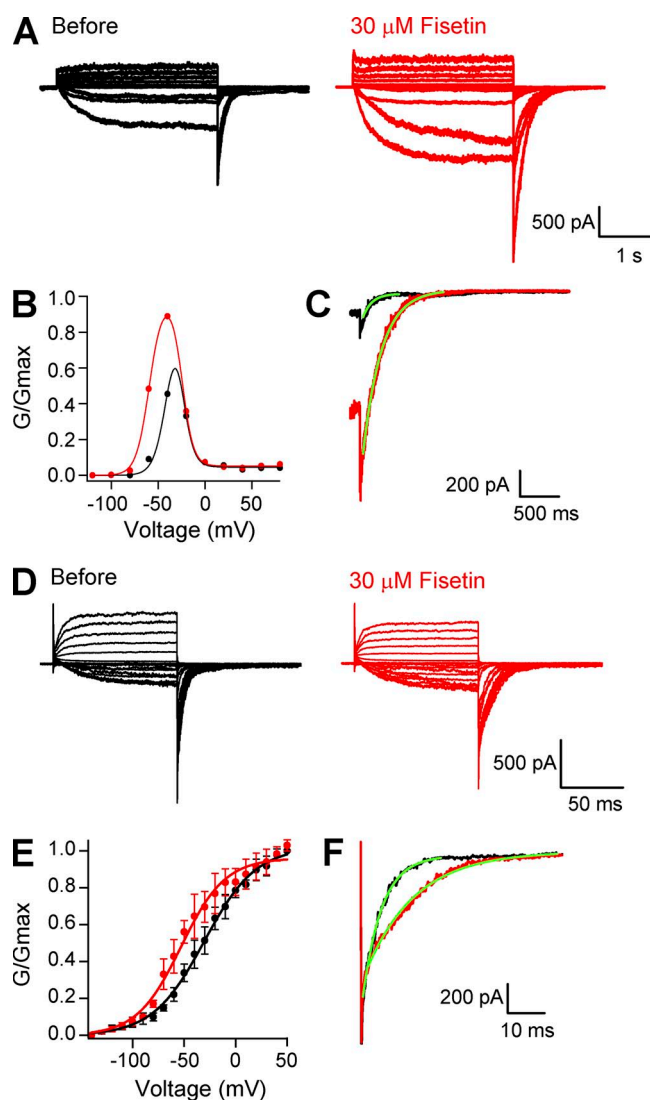 A
Before
30 µM Fisetin
500 pA
1 s
B
G/Gmax
1.0
0.8
0.6
0.4
0.2
0.0
-100 -50 0 50
Voltage (mV)
C
200 pA
500 ms
D
Before
30 µM Fisetin
500 pA
50 ms
E
G/Gmax
1.0
0.8
0.6
0.4
0.2
0.0
-100 -50 0 50
Voltage (mV)
F
200 pA
10 ms